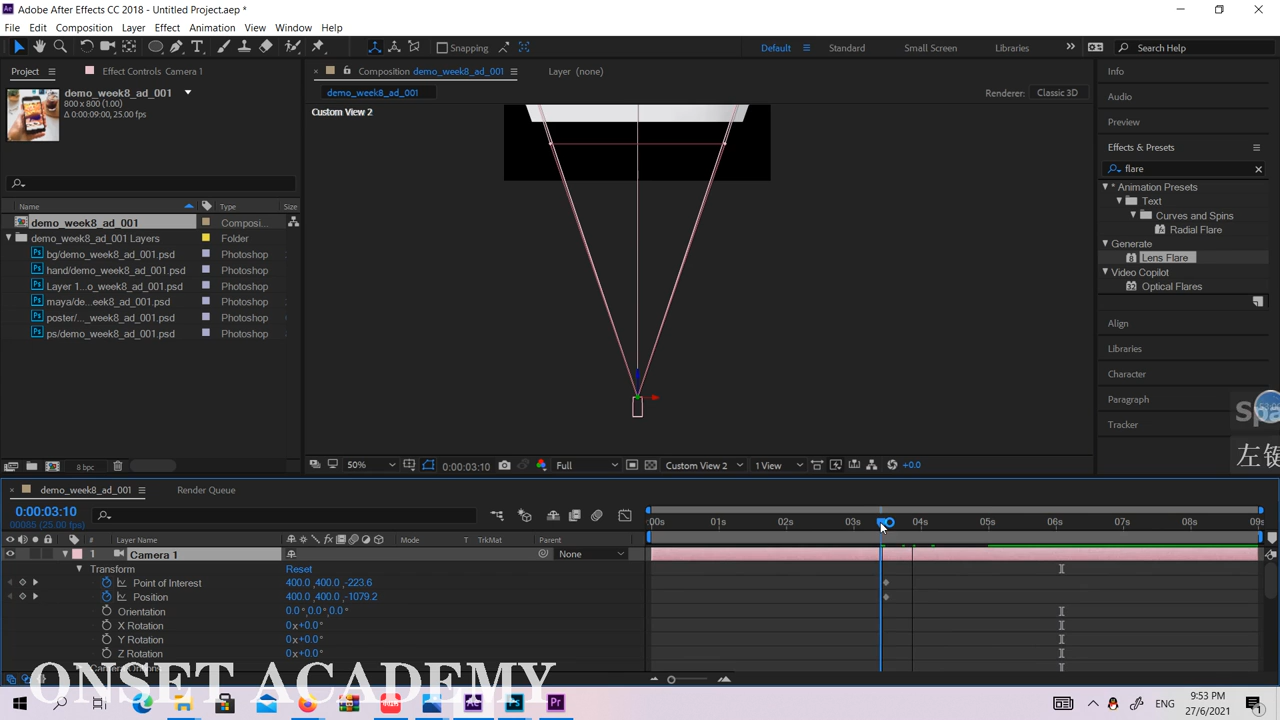 Adobe After Effects CC 2018 - Untitled Project.aep *
File Edit Composition Layer Effect Animation View Window Help
Snapping Default Standard Small Screen Libraries Search Help
Project Effect Controls Camera 1 Composition demo_week8_ad_001 Layer (none) Info
demo_week8_ad_001
800 x 800 (1.00)
Δ 0:00:09:00, 25.00 fps
demo_week8_ad_001 Renderer: Classic 3D
Custom View 2
Audio
Preview
Effects & Presets
flare
* Animation Presets
Text
Curves and Spins
Radial Flare
Generate
Lens Flare
Video Copilot
Optical Flares
Align
Libraries
Character
Paragraph
Tracker
Name Type Size
demo_week8_ad_001 Composi...
demo_week8_ad_001 Layers Folder
bg/demo_week8_ad_001.psd Photoshop
hand/demo_week8_ad_001.psd Photoshop
Layer 1...o_week8_ad_001.psd Photoshop
maya/de...eek8_ad_001.psd Photoshop
poster/..._week8_ad_001.psd Photoshop
ps/demo_week8_ad_001.psd Photoshop
Spa
左键
8 bpc 50% 0:00:03:10 Full Custom View 2 1 View +0.0
demo_week8_ad_001 Render Queue
0:00:03:10
00085 (25.00 fps)
:00s 01s 02s 03s 04s 05s 06s 07s 08s 09s
# Layer Name Mode T TrkMat Parent
1 Camera 1 None
Transform Reset
Point of Interest 400.0,400.0,-223.6
Position 400.0,400.0,-1079.2
Orientation 0.0°,0.0°,0.0°
X Rotation 0x+0.0°
Y Rotation 0x+0.0°
Z Rotation 0x+0.0°
ONSET ACADEMY
ENG
9:53 PM
27/6/2021